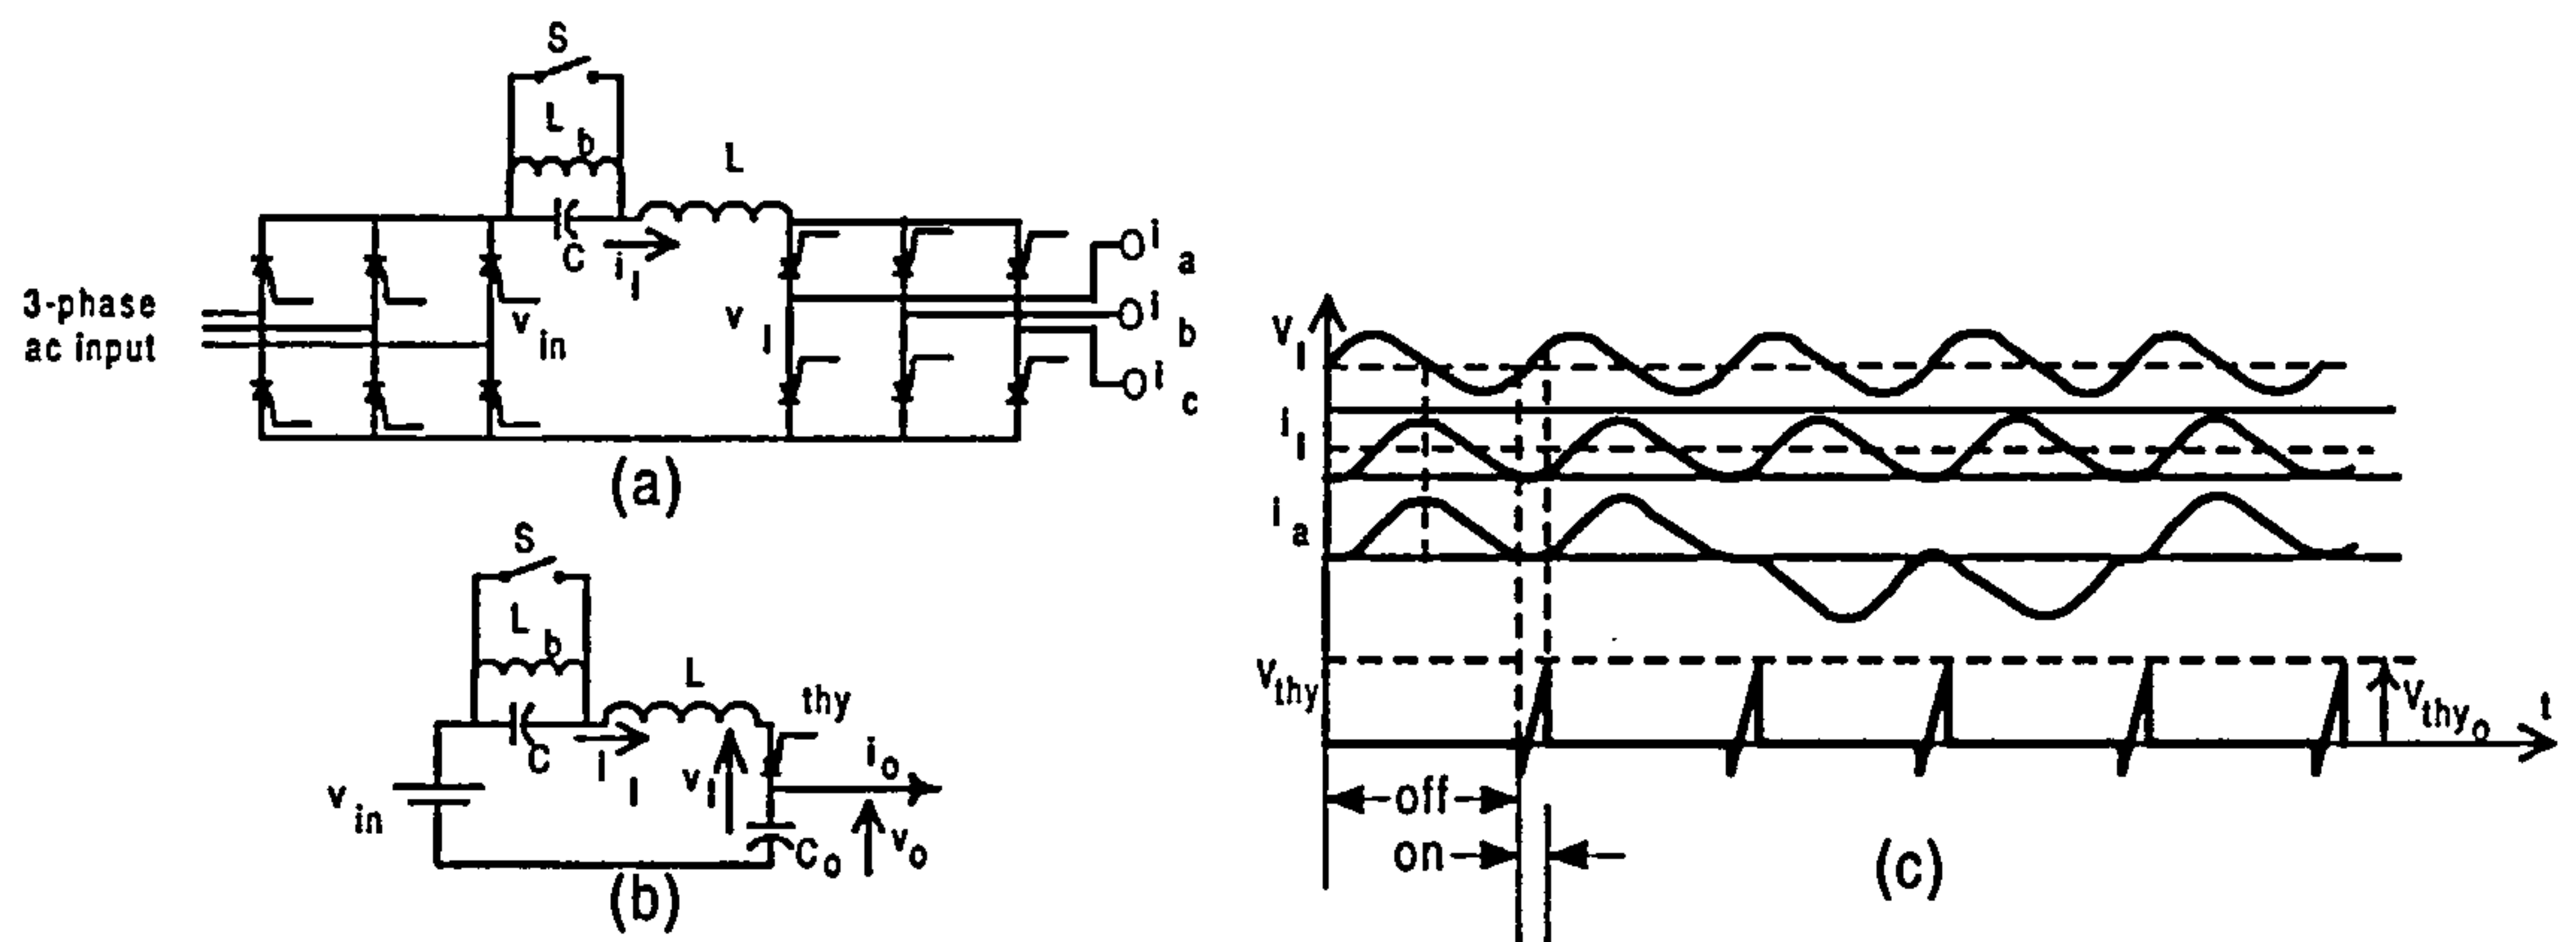 S
L b
L
C
i l
3-phase
ac input
v in
v l
i a
i b
i c
(a)
S
L b
L
thy
C
i l
v in
v l
i o
C o
v o
(b)
V l
i l
i a
V thy
V thy o
t
off
on
(c)